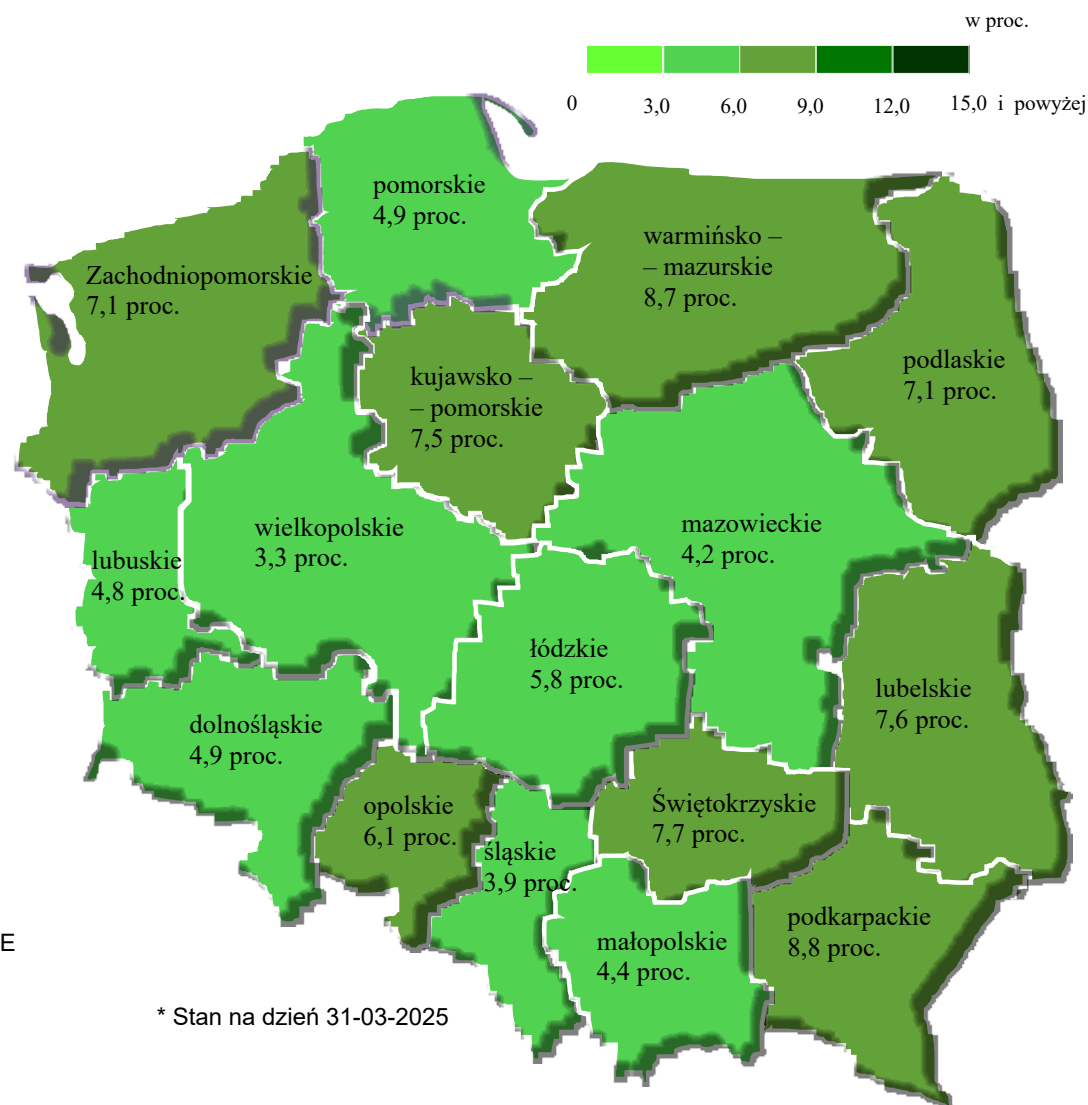 w proc.
0 3,0 6,0 9,0 12,0 15,0 i powyżej
pomorskie
4,9 proc.
warmińsko –
– mazurskie
8,7 proc.
Zachodniopomorskie
7,1 proc.
podlaskie
7,1 proc.
kujawsko –
– pomorskie
7,5 proc.
wielkopolskie
3,3 proc.
mazowieckie
4,2 proc.
lubuskie
4,8 proc.
łódzkie
5,8 proc.
lubelskie
7,6 proc.
dolnośląskie
4,9 proc.
opolskie
6,1 proc.
Świętokrzyskie
7,7 proc.
śląskie
3,9 proc.
podkarpackie
8,8 proc.
małopolskie
4,4 proc.
E
* Stan na dzień 31-03-2025